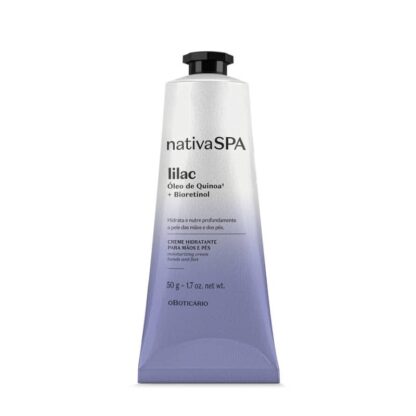 nativaSPA
lilac
Óleo de Quinoa⁺
+ Bioretinol
Hidrata e nutre profundamente
a pele das mãos e dos pés.
CREME HIDRATANTE
PARA MÃOS E PÉS
moisturizing cream
hands and feet
50 g - 1.7 oz. net wt.
OBOTICÁRIO